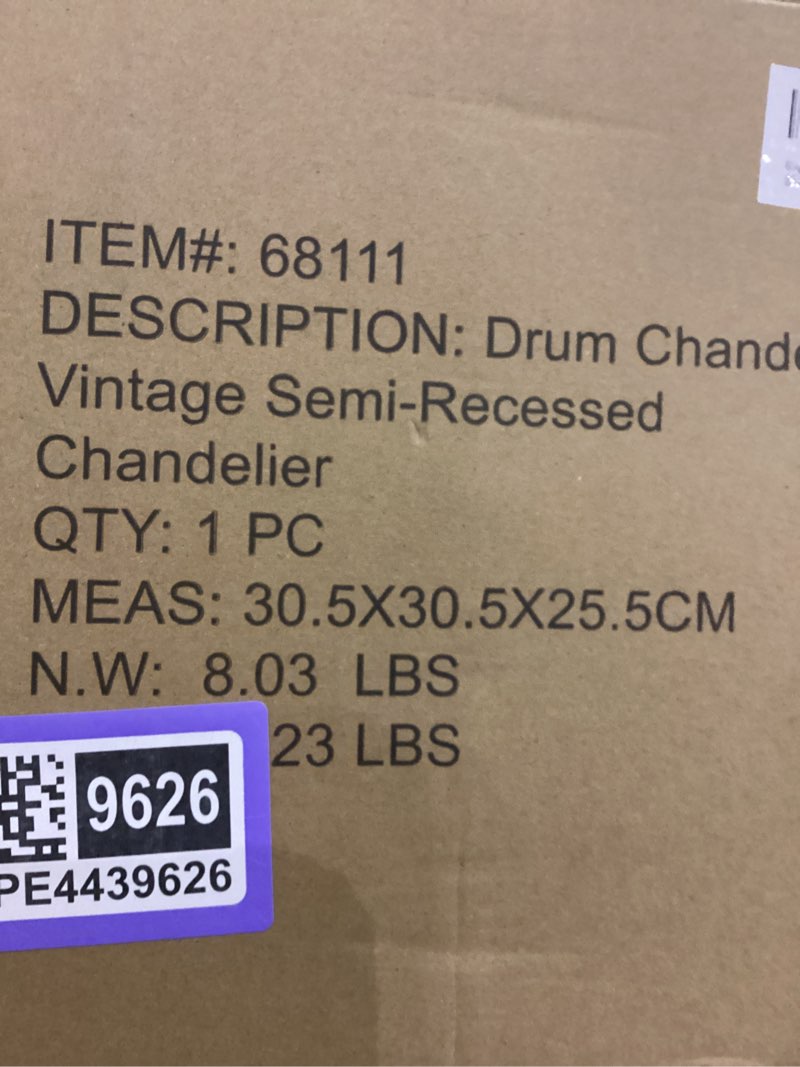 ITEM#: 68111
DESCRIPTION: Drum Chand
Vintage Semi-Recessed
Chandelier
QTY: 1 PC
MEAS: 30.5X30.5X25.5CM
N.W: 8.03 LBS
23 LBS
9626
PE4439626